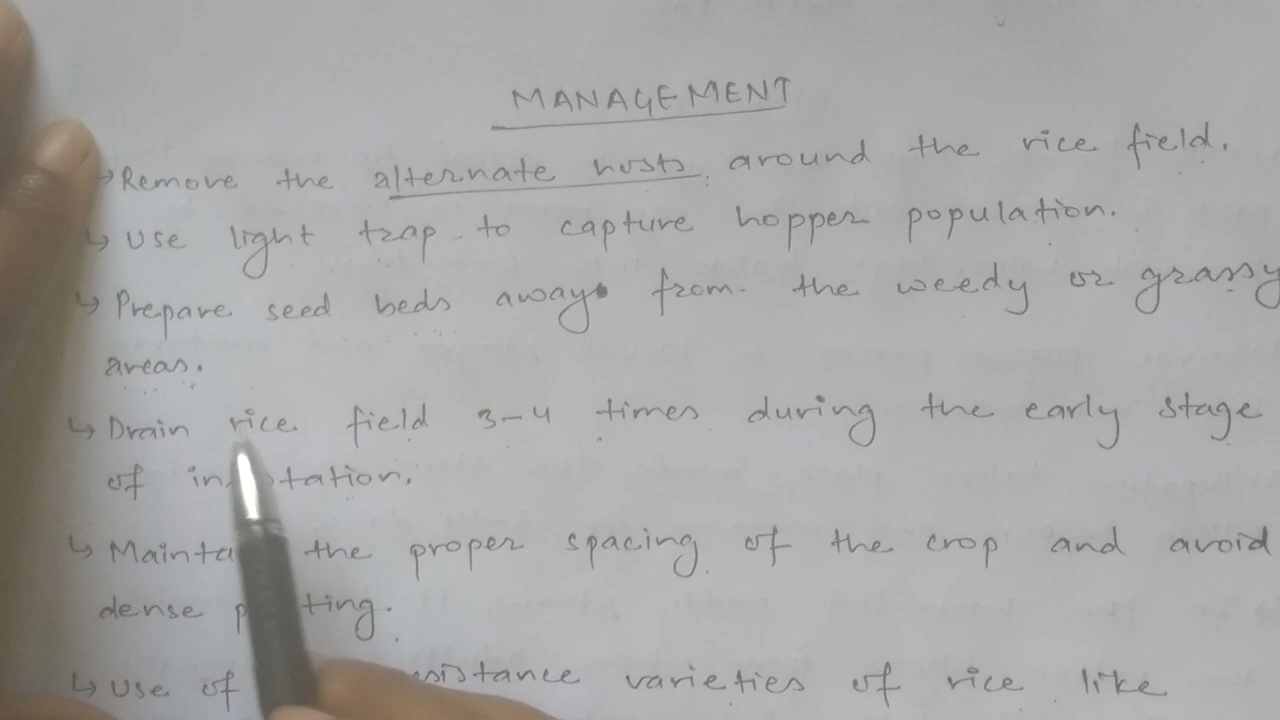 MANAGEMENT
↳ Remove the alternate hosts around the rice field.
↳ Use light trap to capture hopper population.
↳ Prepare seed beds away from the weedy or grassy
areas.
↳ Drain rice field 3-4 times during the early stage
of
↳ the proper spacing of the crop and avoid
dense
↳ Use of varieties of rice like